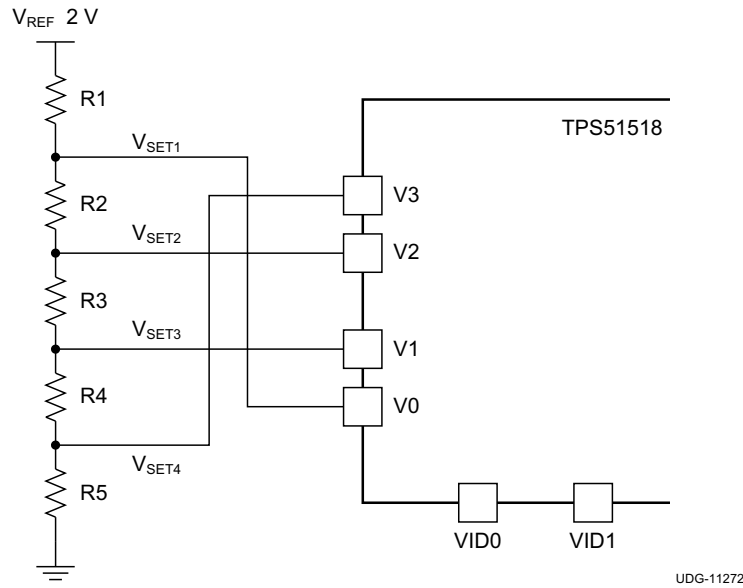 VREF 2 V
R1
TPS51518
VSET1
V3
R2
VSET2
V2
R3
VSET3
V1
R4
V0
VSET4
R5
VID0 VID1
UDG-11272